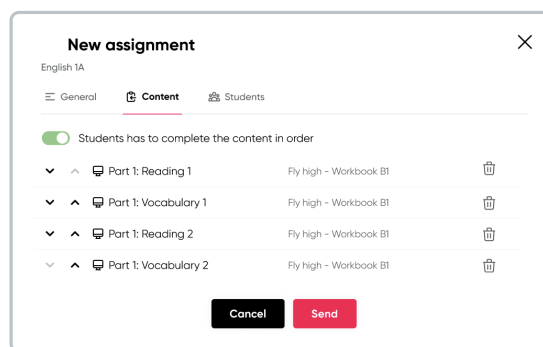 New assignment
English 1A
General Content Students
Students has to complete the content in order
Part 1: Reading 1 Fly high - Workbook B1
Part 1: Vocabulary 1 Fly high - Workbook B1
Part 1: Reading 2 Fly high - Workbook B1
Part 1: Vocabulary 2 Fly high - Workbook B1
Cancel Send